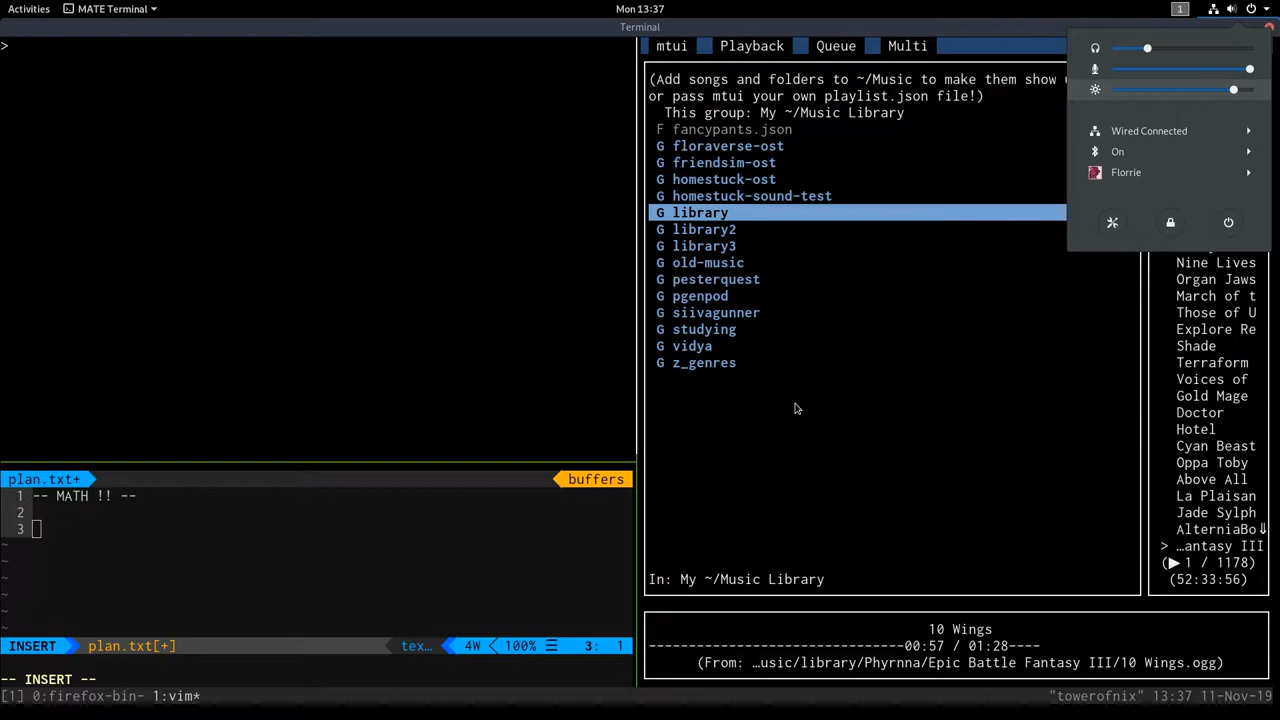 Activities MATE Terminal Mon 13:37 1
Terminal
>
mtui Playback Queue Multi
(Add songs and folders to ~/Music to make them show
or pass mtui your own playlist.json file!)
This group: My ~/Music Library
F fancypants.json
G floraverse-ost
G friendsim-ost
G homestuck-ost
G homestuck-sound-test
G library
G library2
G library3
G old-music
G pesterquest
G pgenpod
G siivagunner
G studying
G vidya
G z_genres
In: My ~/Music Library
Wired Connected
On
Florrie
Nine Lives
Organ Jaws
March of t
Those of U
Explore Re
Shade
Terraform
Voices of
Gold Mage
Doctor
Hotel
Cyan Beast
Oppa Toby
Above All
La Plaisan
Jade Sylph
AlterniaBo⇓
> …antasy III
(▶ 1 / 1178)
(52:33:56)
10 Wings
--------------------------------00:57 / 01:28----
(From: …usic/library/Phyrnna/Epic Battle Fantasy III/10 Wings.ogg)
plan.txt+ buffers
1 -- MATH !! --
2
3
~
~
~
~
~
~
INSERT plan.txt[+] tex… 4W 100% ☰ 3: 1
-- INSERT --
[1] 0:firefox-bin- 1:vim* "towerofnix" 13:37 11-Nov-19